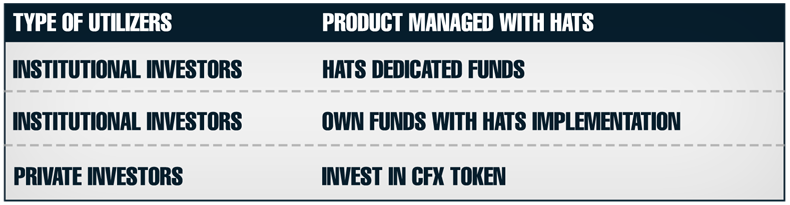 TYPE OF UTILIZERS PRODUCT MANAGED WITH HATS
INSTITUTIONAL INVESTORS HATS DEDICATED FUNDS
INSTITUTIONAL INVESTORS OWN FUNDS WITH HATS IMPLEMENTATION
PRIVATE INVESTORS INVEST IN CFX TOKEN